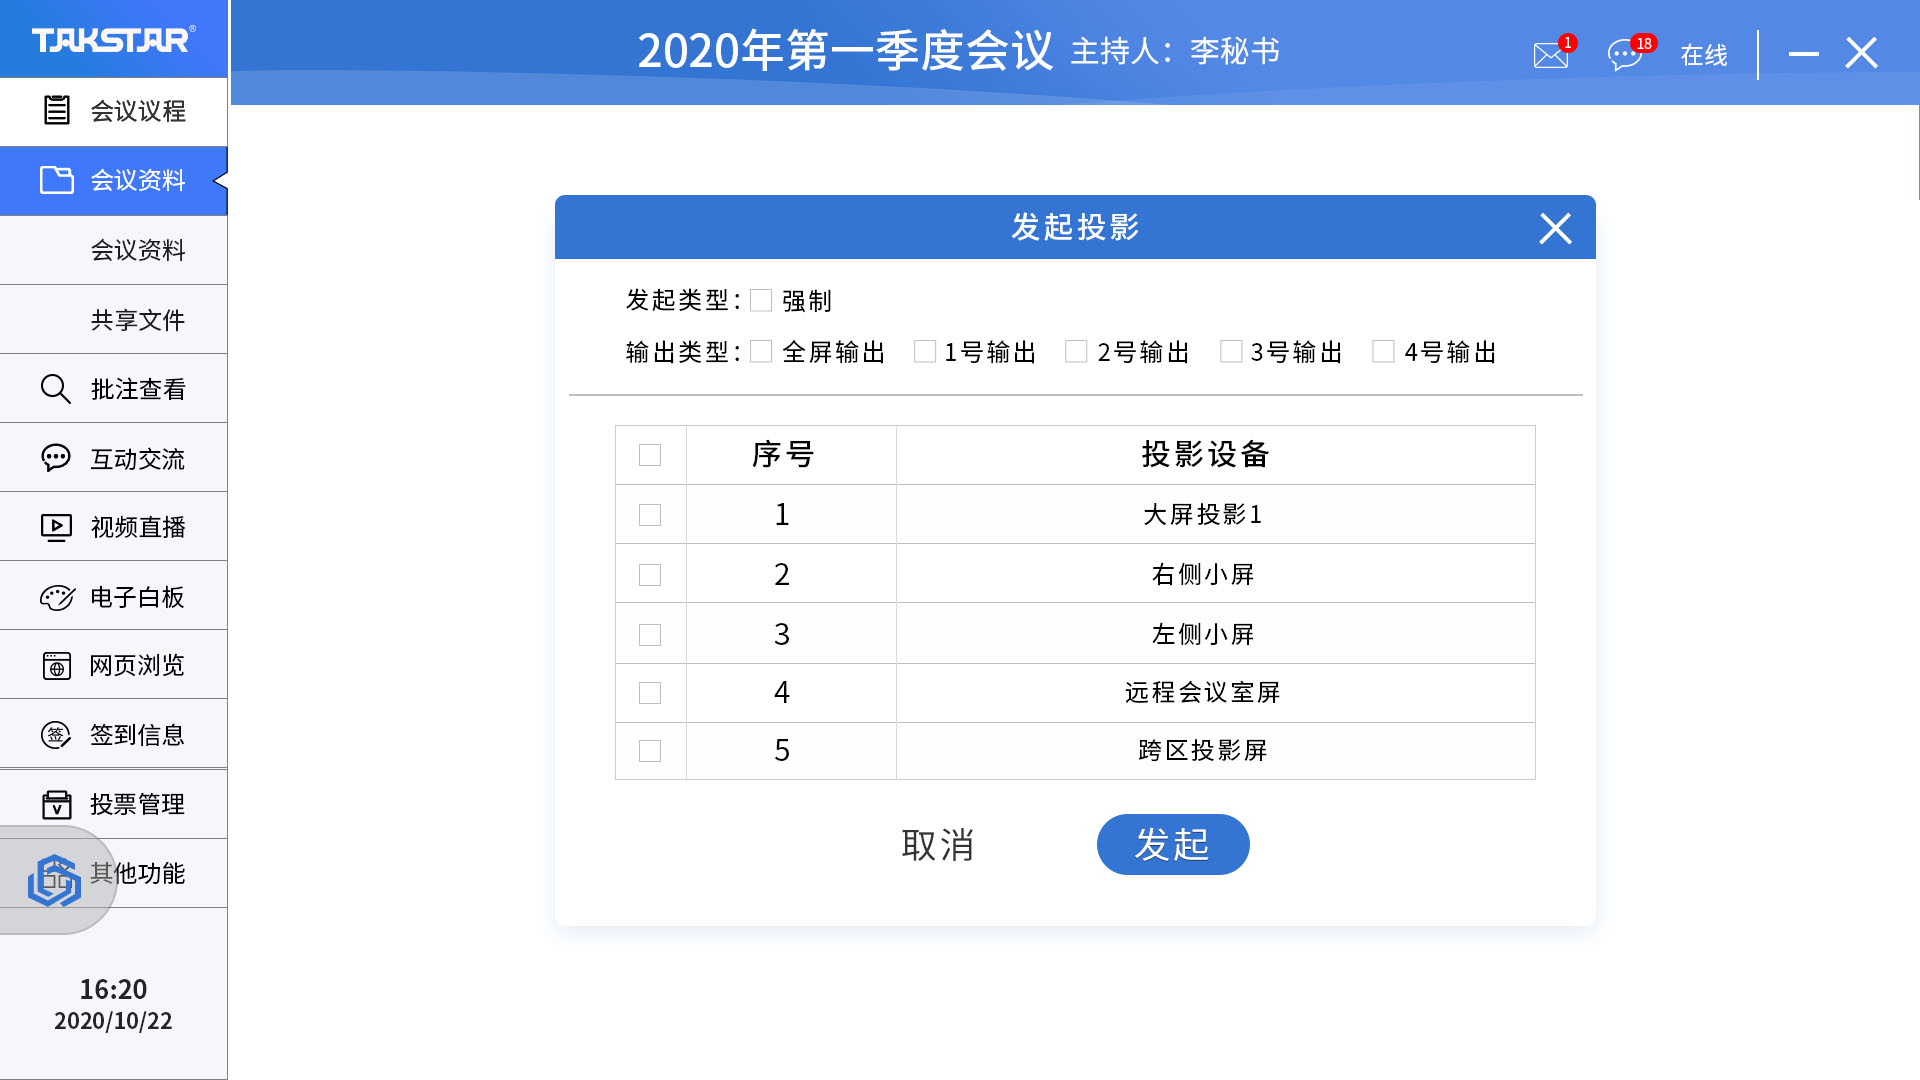 TAKSTAR®
2020年第一季度会议 主持人：李秘书
1
18
在线
会议议程
会议资料
会议资料
共享文件
批注查看
互动交流
视频直播
电子白板
网页浏览
签到信息
签
投票管理
V
其他功能
16:20
2020/10/22
发起投影
发起类型： 强制
输出类型： 全屏输出 1号输出 2号输出 3号输出 4号输出
序号 投影设备
1 大屏投影1
2 右侧小屏
3 左侧小屏
4 远程会议室屏
5 跨区投影屏
取消 发起